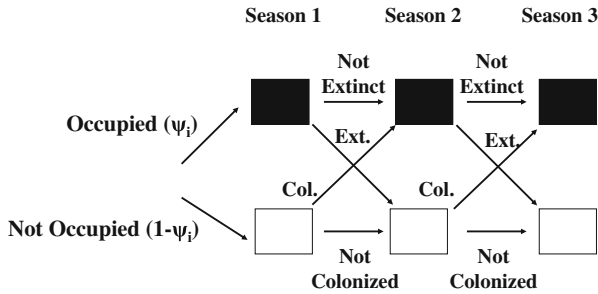 Season 1
Season 2
Season 3
Not
Extinct
Not
Extinct
Occupied (ψi)
Ext.
Col.
Col.
Not Occupied (1-ψi)
Not
Colonized
Not
Colonized